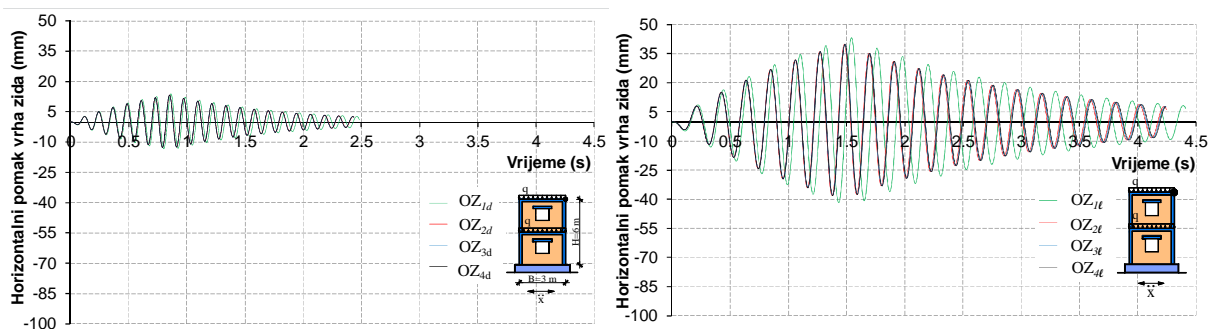 Horizontalni pomak vrha zida (mm)
50
35
20
5
-10
-25
-40
-55
-70
-85
-100
0
0.5
1
1.5
2
2.5
3
3.5
4
4.5
Vrijeme (s)
OZ1d
OZ2d
OZ3d
OZ4d
q
q
H=6 m
B=3 m
ẍ
Horizontalni pomak vrha zida (mm)
50
35
20
5
-10
-25
-40
-55
-70
-85
-100
0
0.5
1
1.5
2
2.5
3
3.5
4
4.5
Vrijeme (s)
OZ1ℓ
OZ2ℓ
OZ3ℓ
OZ4ℓ
q
q
ẍ